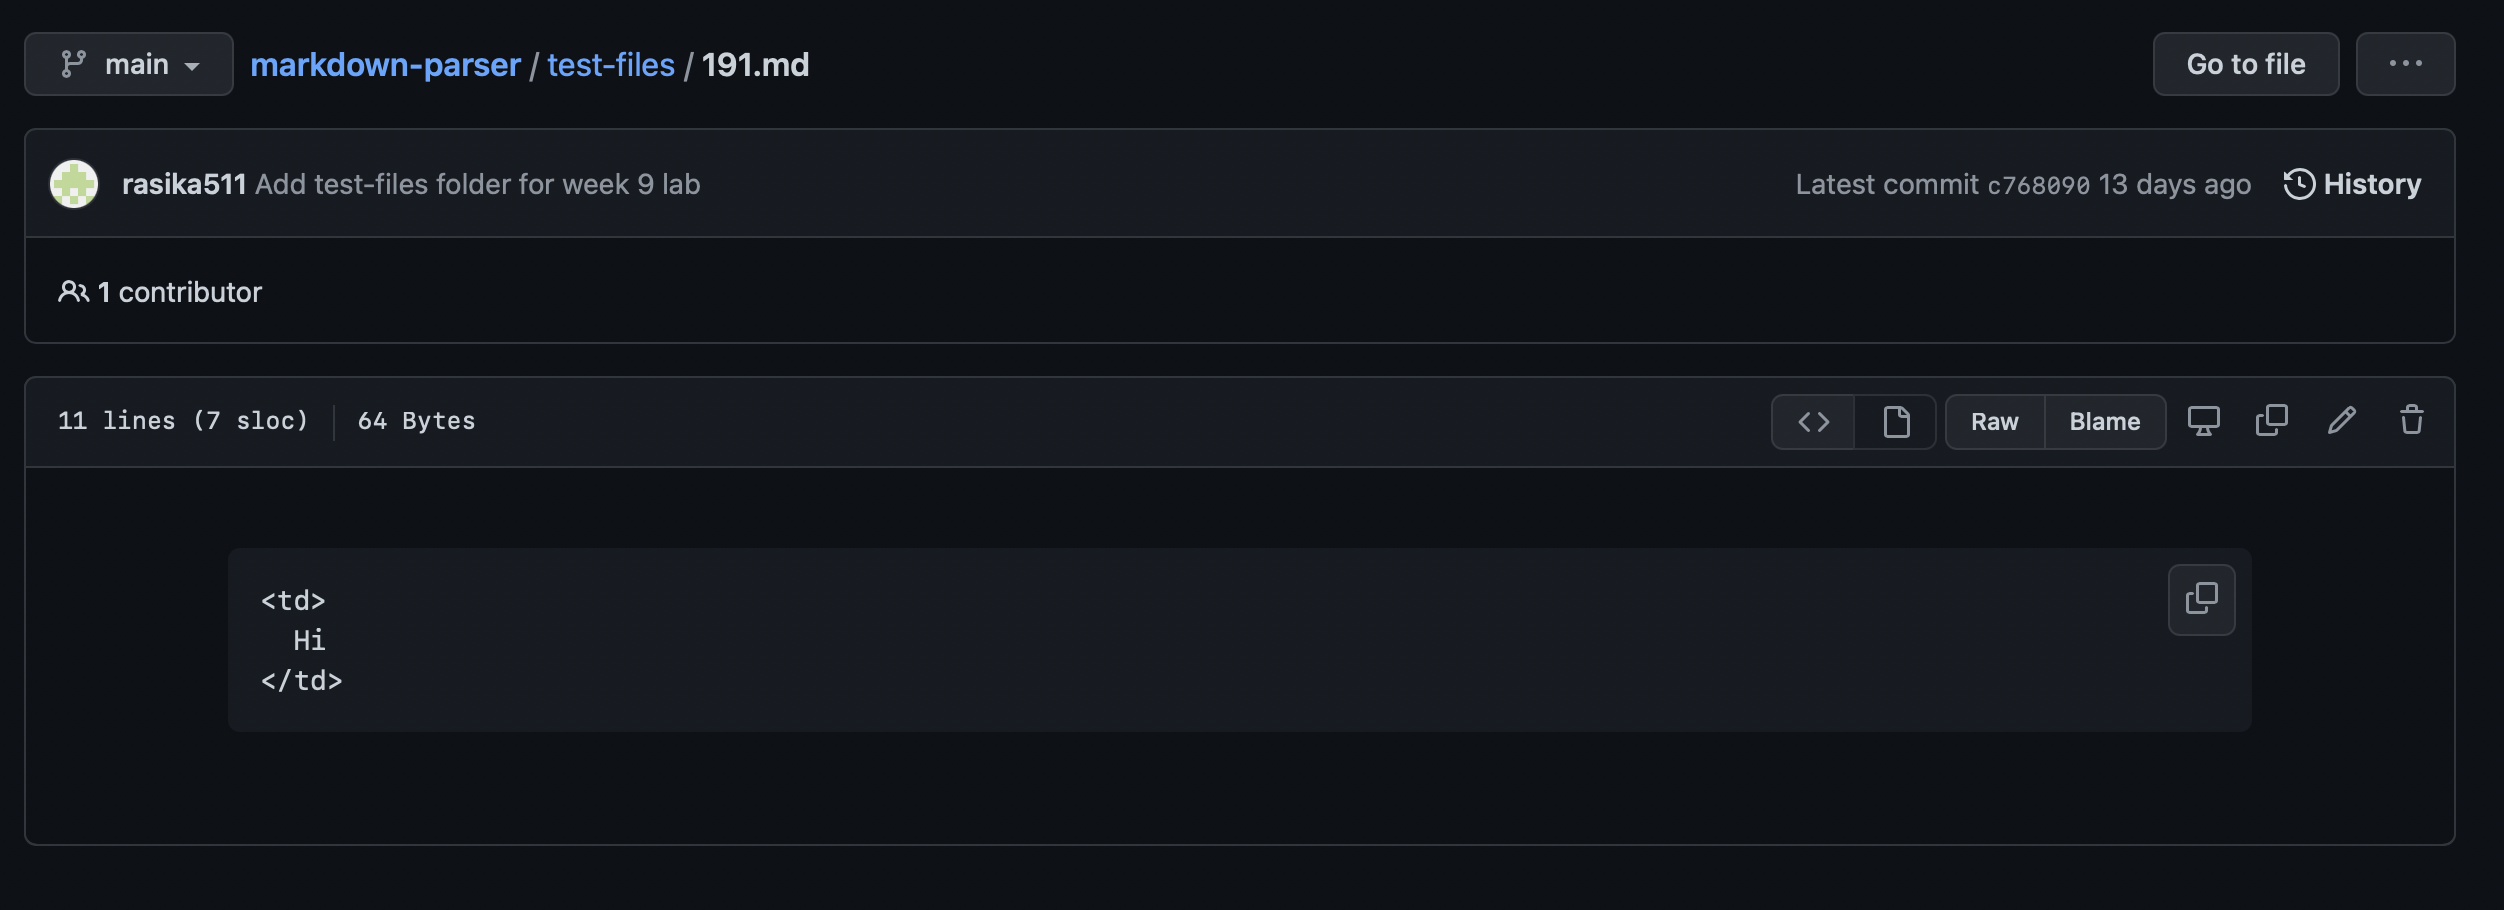 main markdown-parser / test-files / 191.md Go to file
rasika511 Add test-files folder for week 9 lab Latest commit c768090 13 days ago History
1 contributor
11 lines (7 sloc) 64 Bytes Raw Blame
<td>
  Hi
</td>